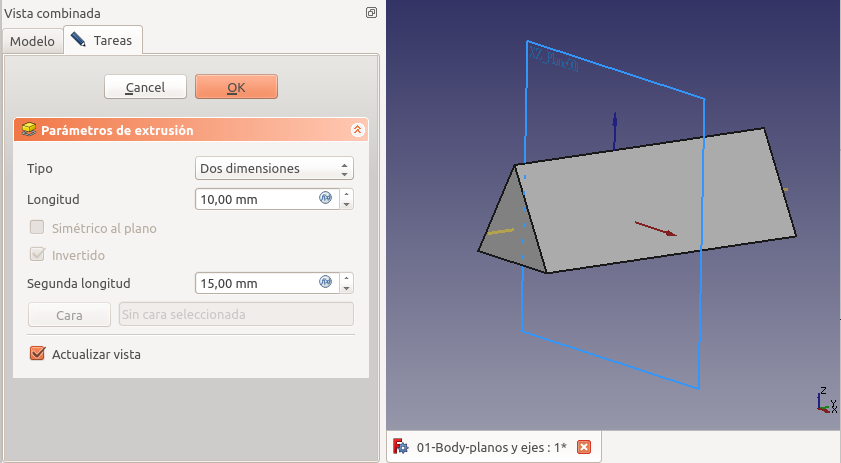 Vista combinada
Modelo
Tareas
Cancel
OK
Parámetros de extrusión
Tipo
Dos dimensiones
Longitud
10,00 mm
Simétrico al plano
Invertido
Segunda longitud
15,00 mm
Cara
Sin cara seleccionada
Actualizar vista
Z
Y
X
01-Body-planos y ejes : 1*